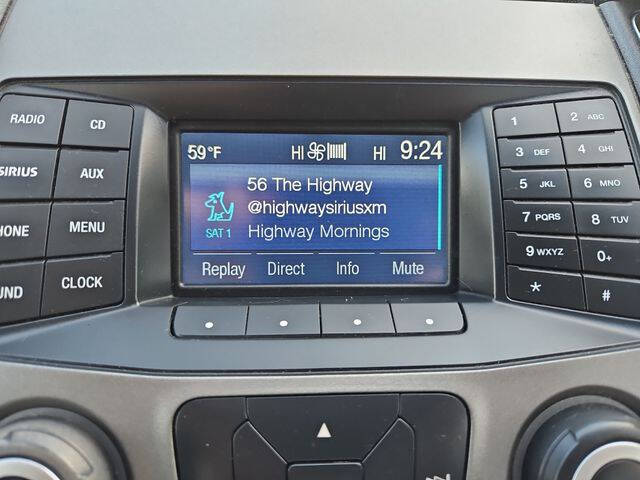 RADIO
CD
SIRIUS
AUX
MENU
CLOCK
59°F HI HI 9:24
56 The Highway
@highwaysiriusxm
SAT 1 Highway Mornings
Replay Direct Info Mute
1
2 ABC
3 DEF
4 GHI
5 JKL
6 MNO
7 PQRS
8 TUV
9 WXYZ
0+
*
#